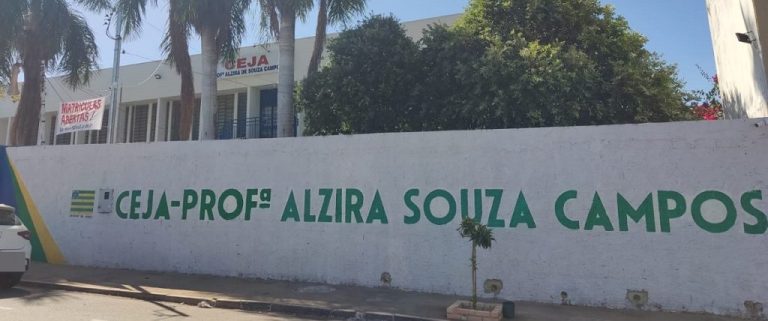 CEJA
PROFª ALZIRA DE SOUZA CAMPOS
MATRÍCULAS
ABERTAS!
CEJA-PROFª ALZIRA SOUZA CAMPOS